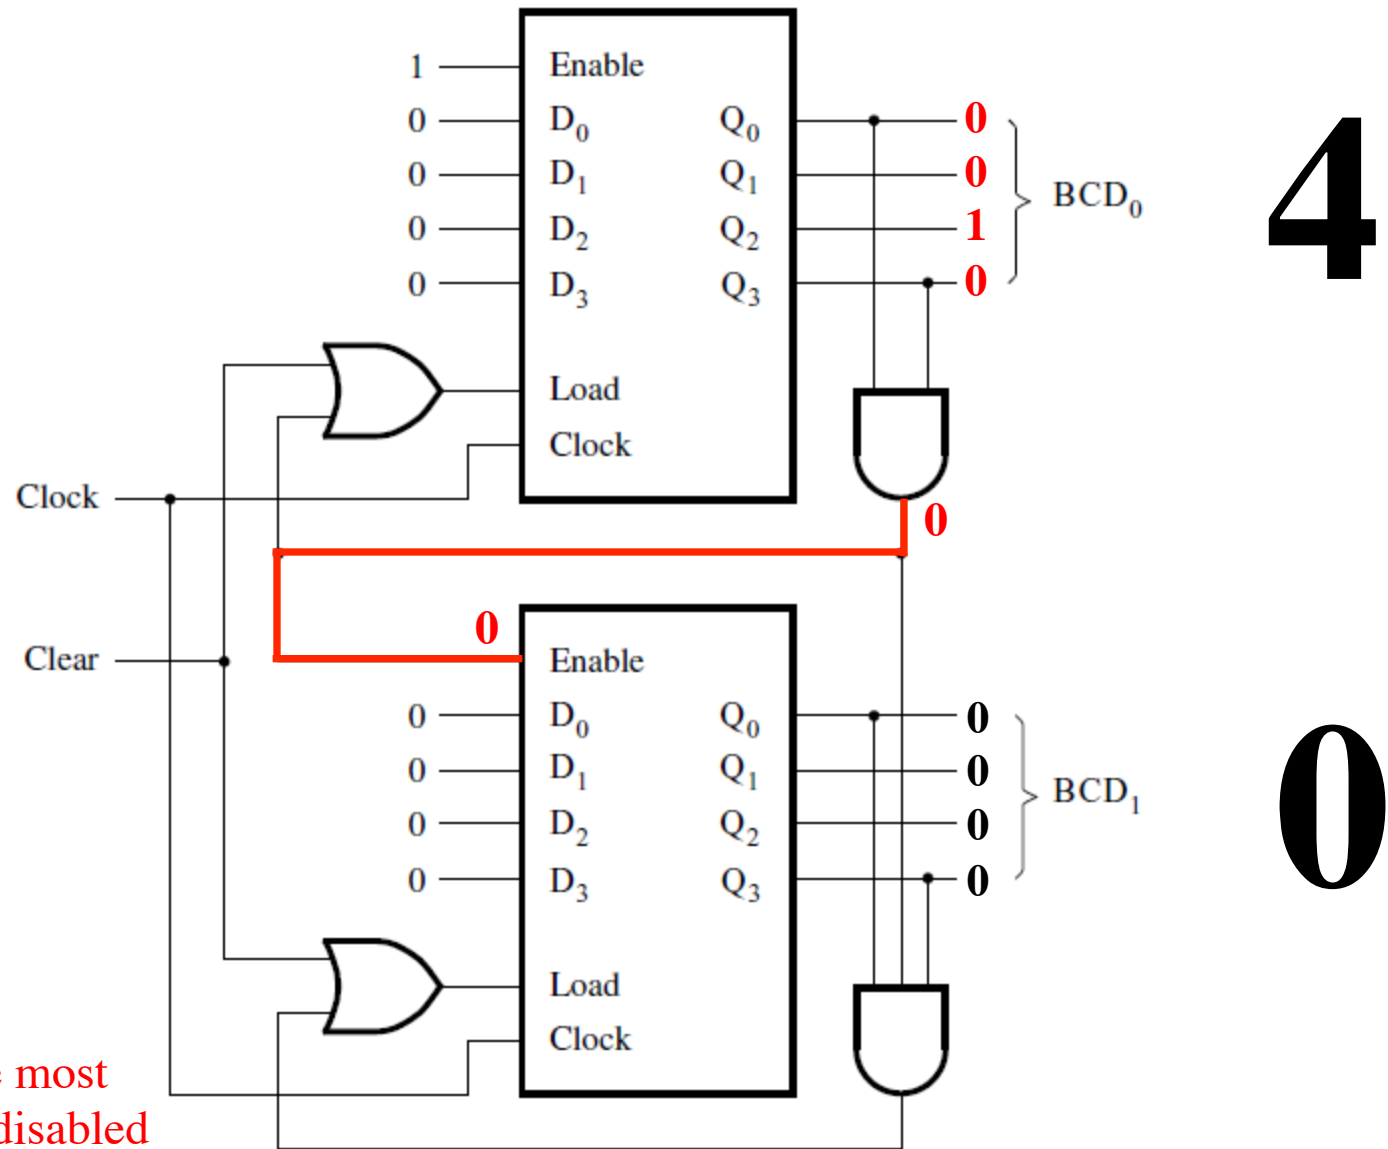 1 Enable
0 D0 Q0 0
0 D1 Q1 0 BCD0
0 D2 Q2 1
0 D3 Q3 0
4
Load
Clock
Clock
0
0
Clear Enable
0 D0 Q0 0
0 D1 Q1 0 BCD1
0 D2 Q2 0
0 D3 Q3 0
0
Load
Clock
most
disabled